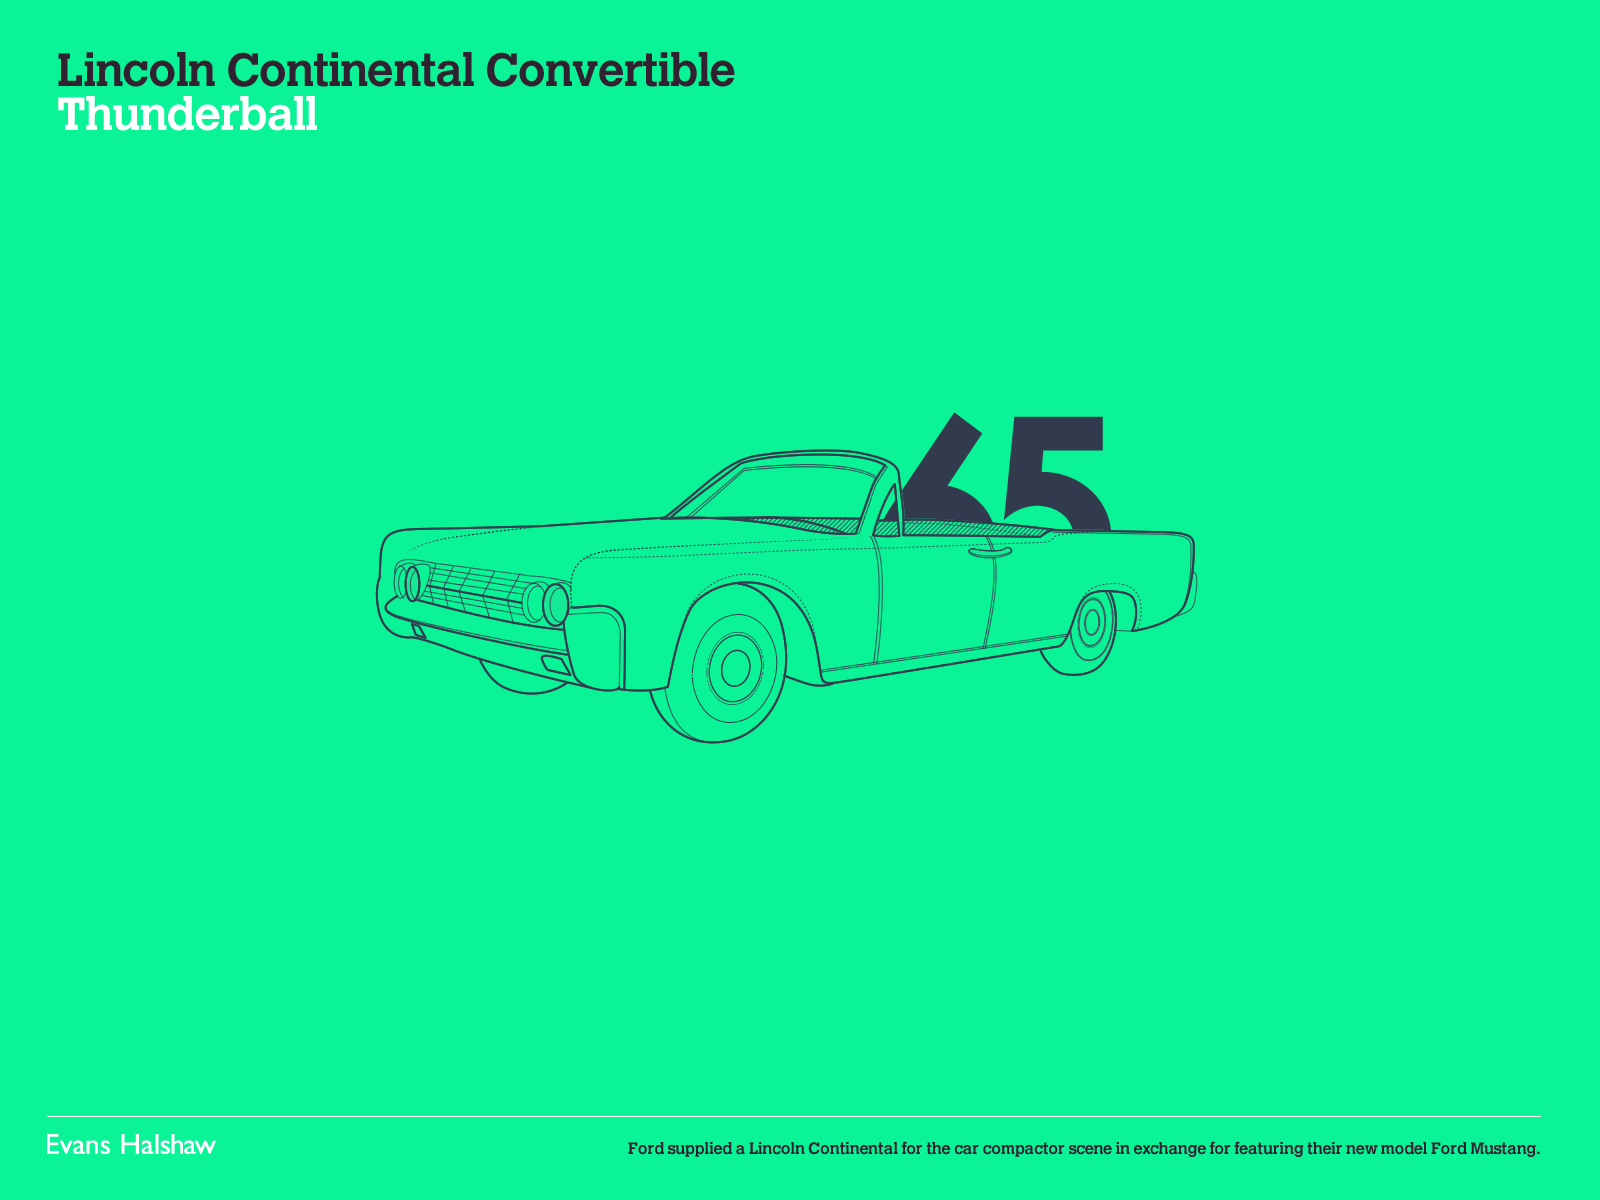 Lincoln Continental Convertible
Thunderball
65
Evans Halshaw
Ford supplied a Lincoln Continental for the car compactor scene in exchange for featuring their new model Ford Mustang.